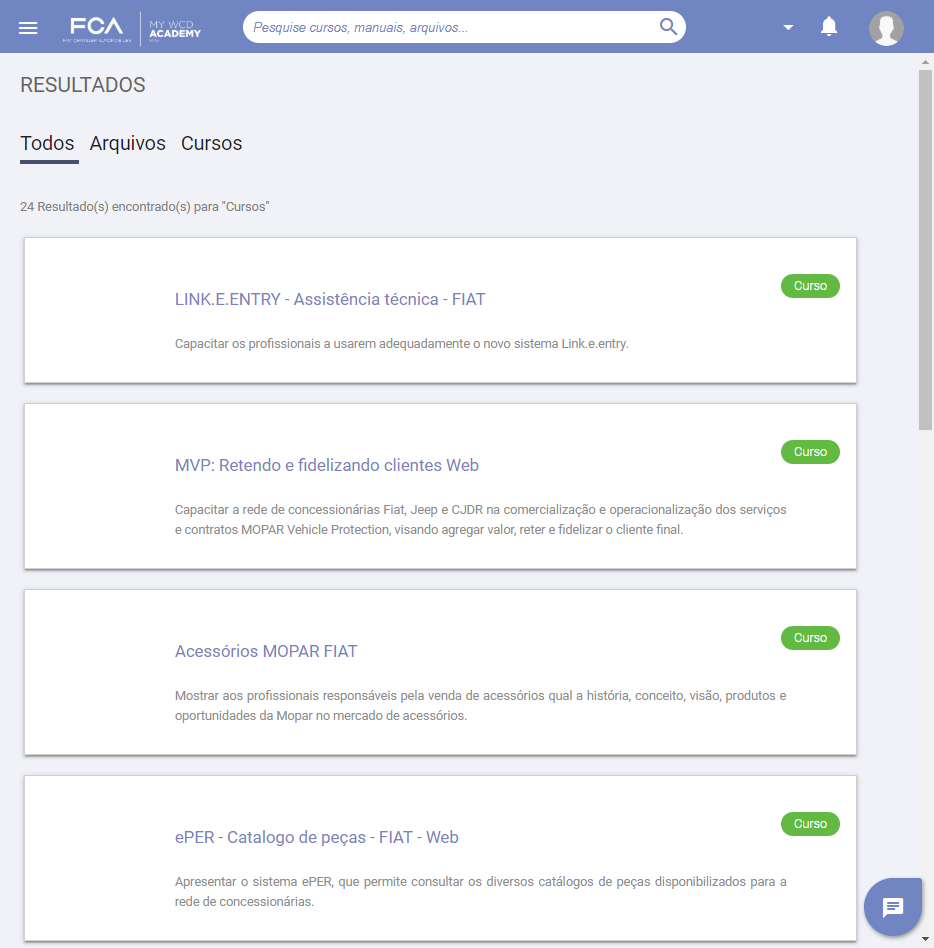 FCA
FIAT CHRYSLER AUTOMOBILES
MY WCD
ACADEMY
Pesquise cursos, manuais, arquivos...
RESULTADOS
Todos Arquivos Cursos
24 Resultado(s) encontrado(s) para "Cursos"
Curso
LINK.E.ENTRY - Assistência técnica - FIAT
Capacitar os profissionais a usarem adequadamente o novo sistema Link.e.entry.
Curso
MVP: Retendo e fidelizando clientes Web
Capacitar a rede de concessionárias Fiat, Jeep e CJDR na comercialização e operacionalização dos serviços
e contratos MOPAR Vehicle Protection, visando agregar valor, reter e fidelizar o cliente final.
Curso
Acessórios MOPAR FIAT
Mostrar aos profissionais responsáveis pela venda de acessórios qual a história, conceito, visão, produtos e
oportunidades da Mopar no mercado de acessórios.
Curso
ePER - Catalogo de peças - FIAT - Web
Apresentar o sistema ePER, que permite consultar os diversos catálogos de peças disponibilizados para a
rede de concessionárias.